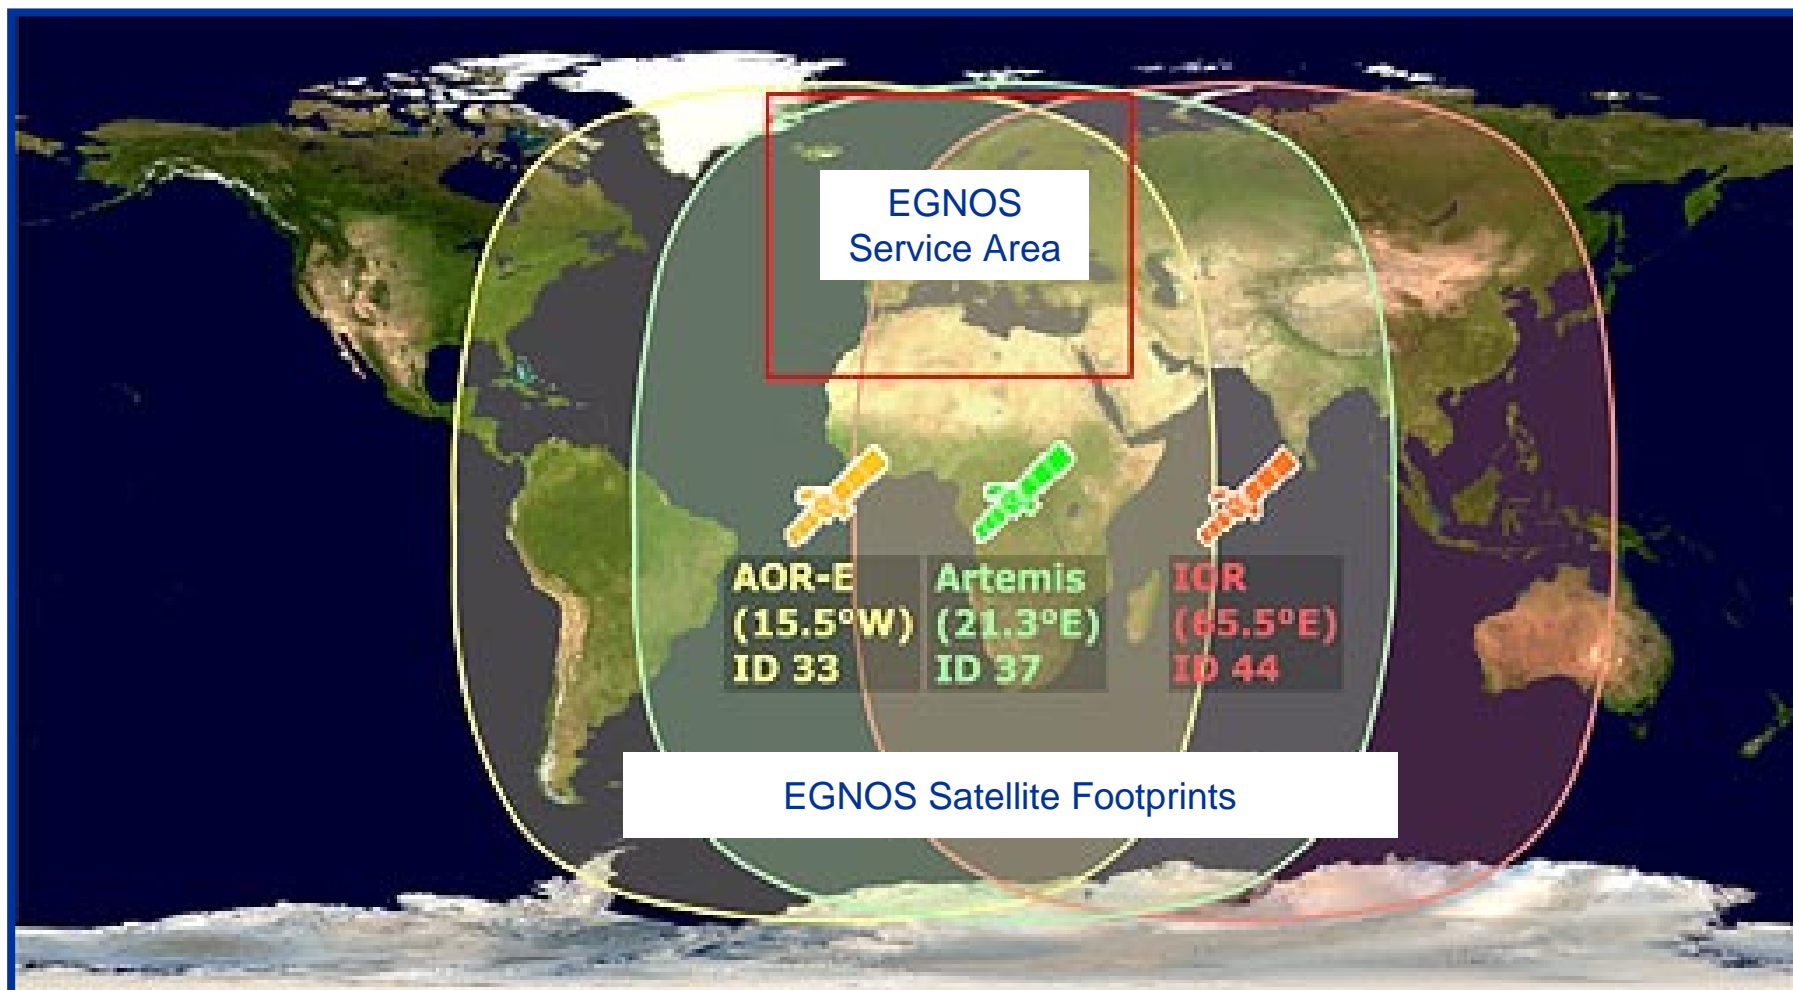 EGNOS
Service Area
AOR-E
(15.5°W)
ID 33
Artemis
(21.3°E)
ID 37
IOR
(65.5°E)
ID 44
EGNOS Satellite Footprints